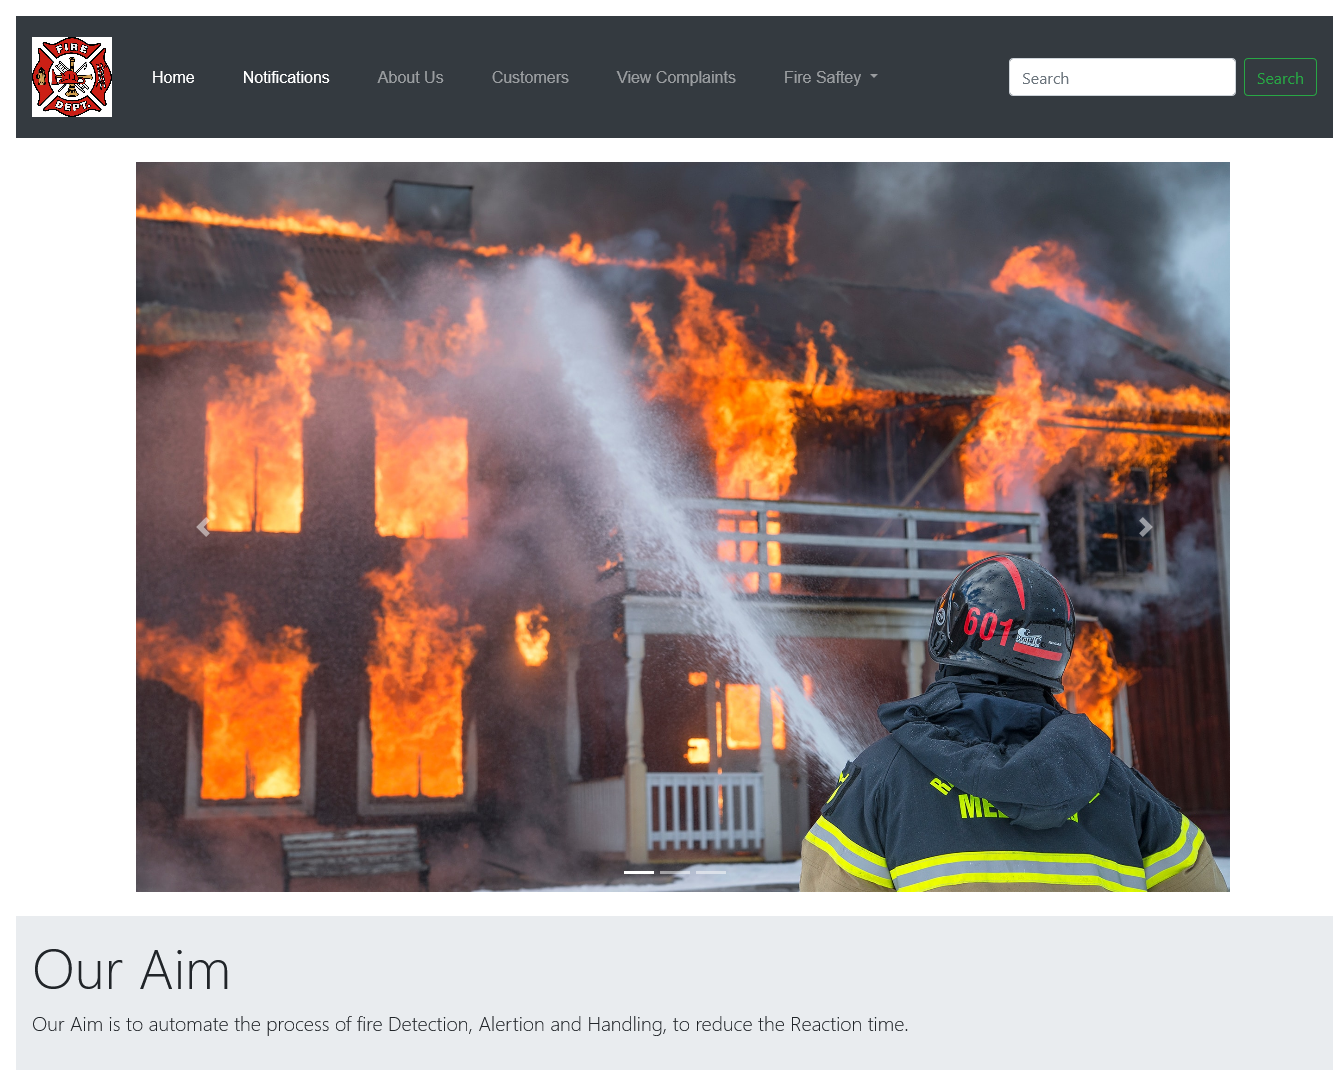 FIRE
DEPT.
Home
Notifications
About Us
Customers
View Complaints
Fire Saftey
Search
Search
601
Our Aim
Our Aim is to automate the process of fire Detection, Alertion and Handling, to reduce the Reaction time.